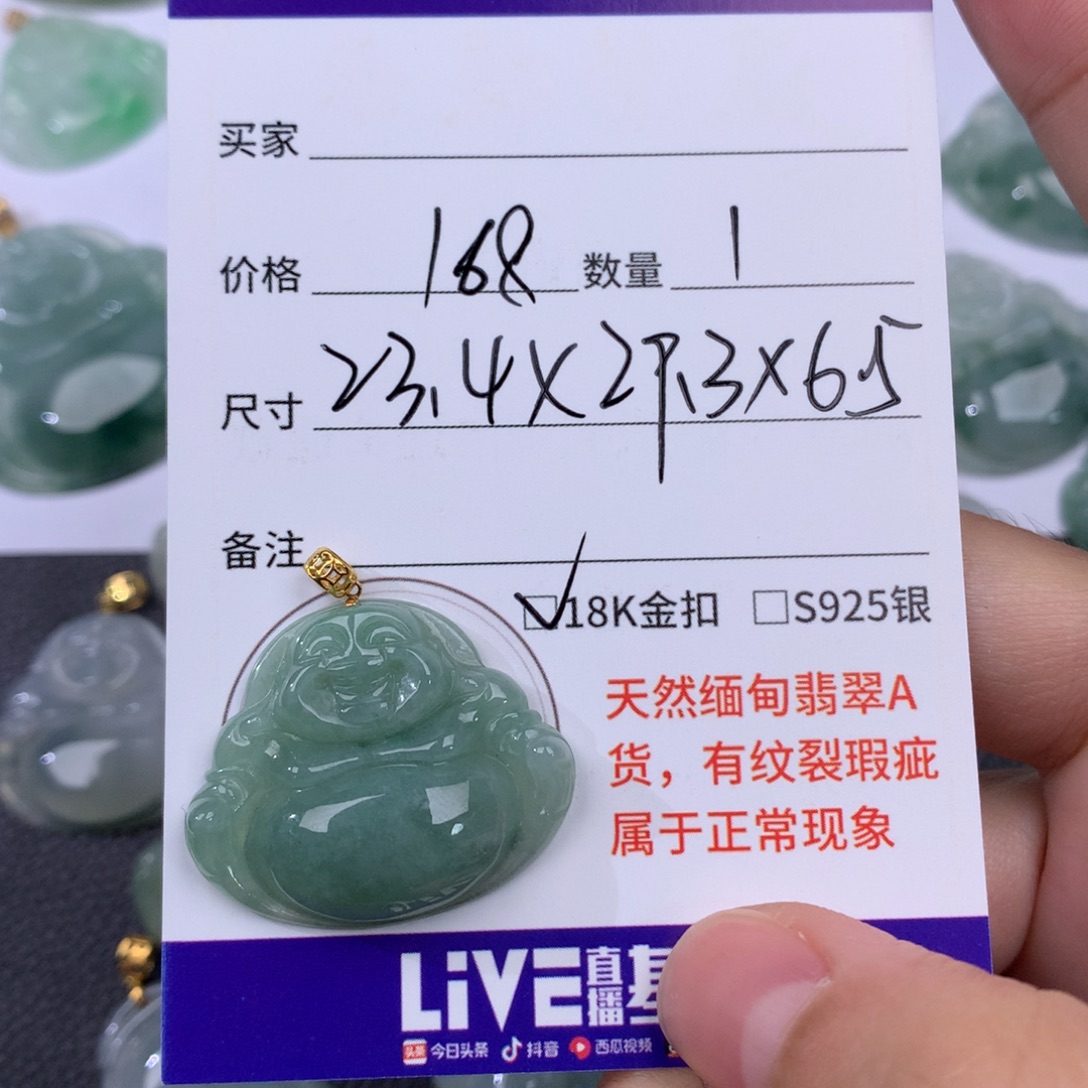 买家
价格 168 数量 1
尺寸 23.4X27.3X6.5
备注
☑18K金扣 □S925银
天然缅甸翡翠A
货，有纹裂瑕疵
属于正常现象
LiVE直播基
头条 今日头条 抖音 西瓜视频